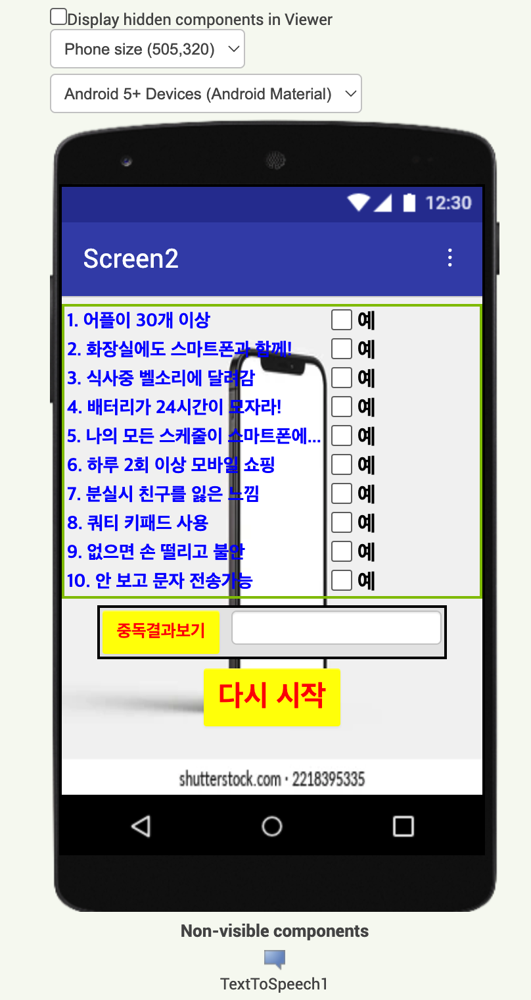 Display hidden components in Viewer
Phone size (505,320)
Android 5+ Devices (Android Material)
12:30
Screen2
1. 어플이 30개 이상 예
2. 화장실에도 스마트폰과 함께! 예
3. 식사중 벨소리에 달려감 예
4. 배터리가 24시간이 모자라! 예
5. 나의 모든 스케줄이 스마트폰에... 예
6. 하루 2회 이상 모바일 쇼핑 예
7. 분실시 친구를 잃은 느낌 예
8. 쿼티 키패드 사용 예
9. 없으면 손 떨리고 불안 예
10. 안 보고 문자 전송가능 예
중독결과보기
다시 시작
shutterstock.com · 2218395335
Non-visible components
TextToSpeech1